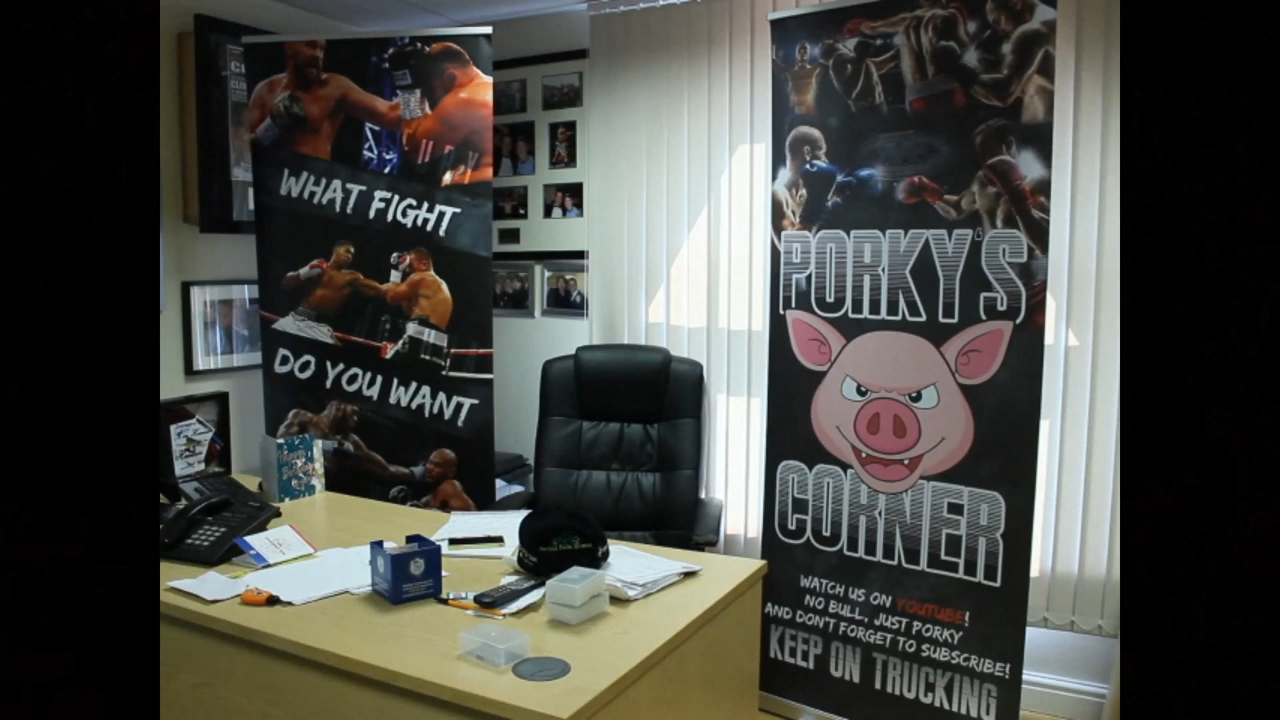 WHAT FIGHT
DO YOU WANT
PORKY'S
CORNER
WATCH US ON YOUTUBE!
NO BULL, JUST PORKY
AND DON'T FORGET TO SUBSCRIBE!
KEEP ON TRUCKING